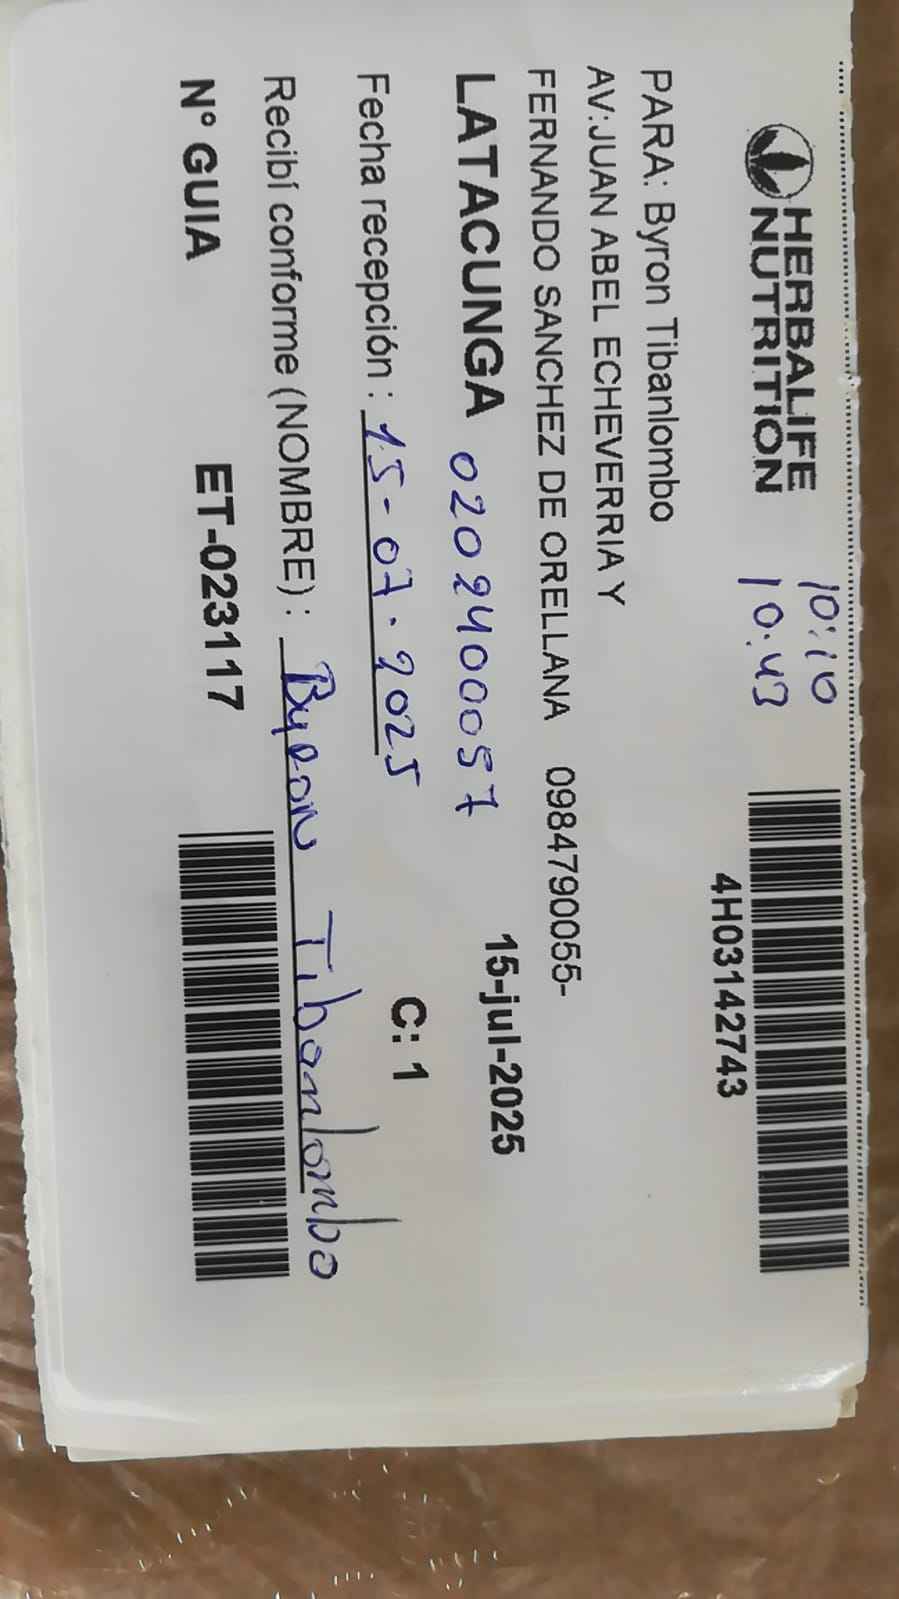 HERBALIFE
NUTRITION
10:10
10:43
4H03142743
PARA: Byron Tibanlombo
AV:JUAN ABEL ECHEVERRIA Y
FERNANDO SANCHEZ DE ORELLANA 0984790055-
LATACUNGA 0202400057 15-jul-2025
Fecha recepción : 15-07-2025 C: 1
Recibí conforme (NOMBRE) : Byron Tibanlombo
N° GUIA ET-023117